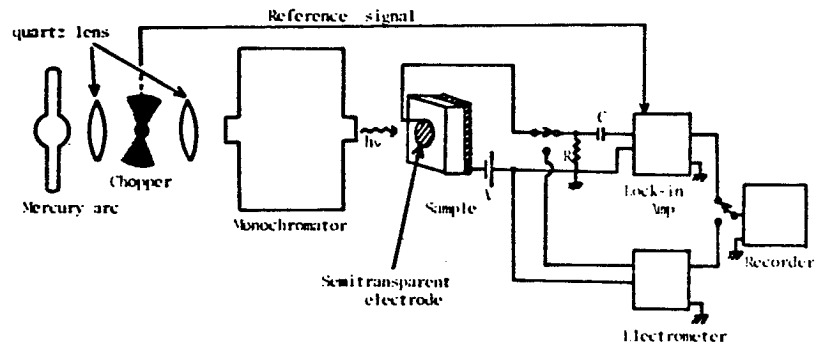 Reference signal
quartz lens
C
hν
R
Chopper
Lock-in
Amp
Mercury arc
Sample
V
Monochromator
Recorder
Semitransparent
electrode
Electrometer